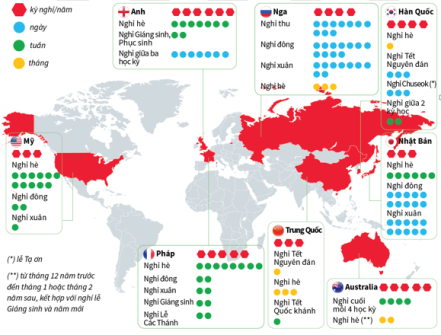 kỳ nghỉ/năm
ngày
tuần
tháng
Anh
Nghỉ hè
Nghỉ Giáng sinh,
Phục sinh
Nghỉ giữa ba
học kỳ
Nga
Nghỉ thu
Nghỉ đông
Nghỉ xuân
Nghỉ hè
Hàn Quốc
Nghỉ hè
Nghỉ Tết
Nguyên đán
Nghỉ Chuseok (*)
Nghỉ giữa 2
học kỳ
Mỹ
Nghỉ hè
Nghỉ đông
Nghỉ xuân
Nhật Bản
Nghỉ hè
Nghỉ đông
Nghỉ xuân
Pháp
Nghỉ hè
Nghỉ đông
Nghỉ xuân
Nghỉ Giáng sinh
Nghỉ Lễ
Các Thánh
Trung Quốc
Nghỉ Tết
Nguyên đán
Nghỉ hè
Nghỉ Tết
Quốc khánh
Australia
Nghỉ cuối
mỗi 4 học kỳ
Nghỉ hè (**)
(*) lễ Tạ ơn
(**) từ tháng 12 năm trước
đến tháng 1 hoặc tháng 2
năm sau, kết hợp với nghỉ lễ
Giáng sinh và năm mới